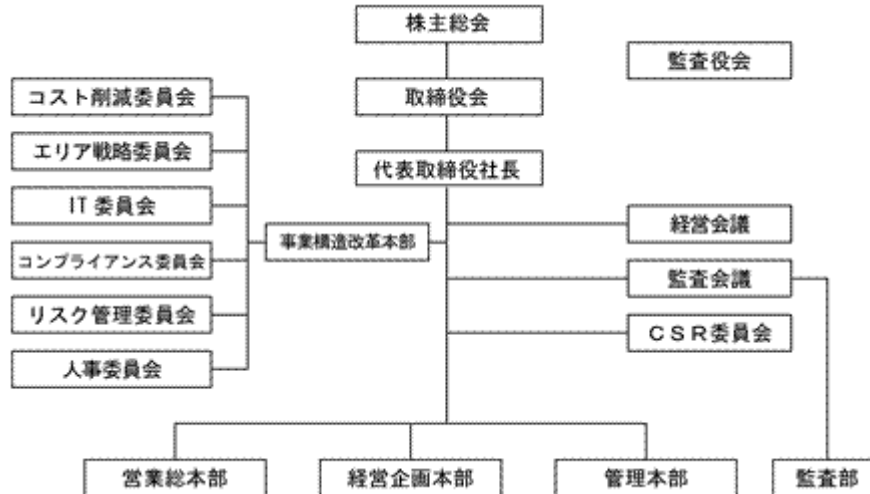 株主総会
監査役会
取締役会
コスト削減委員会
エリア戦略委員会
代表取締役社長
IT 委員会
経営会議
事業構造改革本部
コンプライアンス委員会
監査会議
リスク管理委員会
CSR委員会
人事委員会
営業総本部
経営企画本部
管理本部
監査部